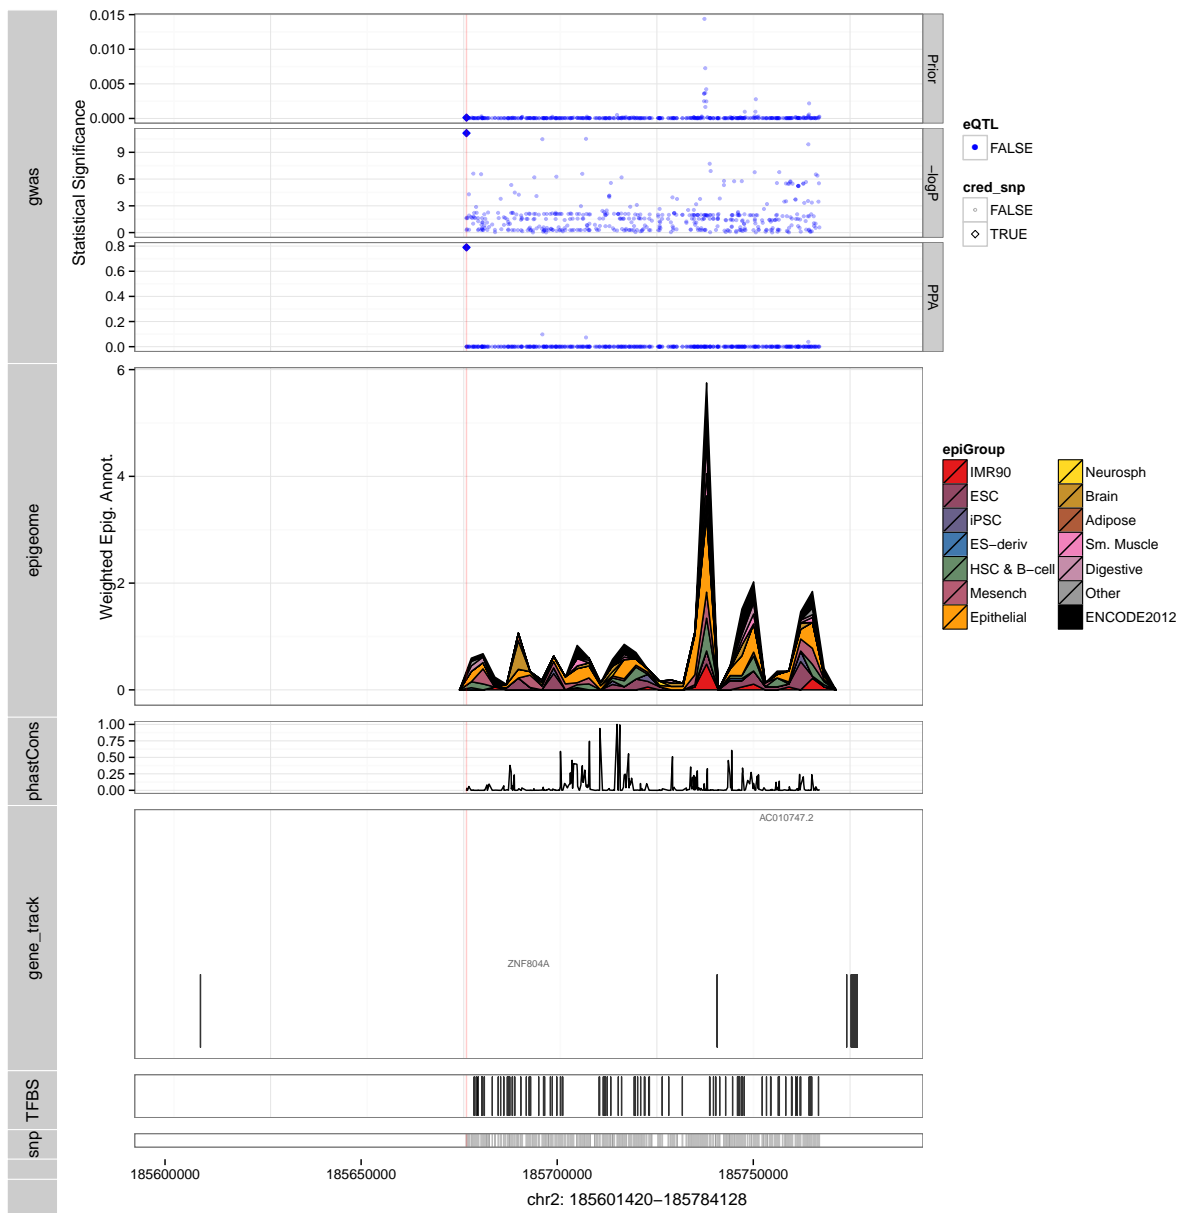 gwas
Statistical Significance
0.015
0.010
0.005
0.000
Prior
9
6
3
0
−logP
0.8
0.6
0.4
0.2
0.0
PPA
eQTL
FALSE
cred_snp
FALSE
TRUE
epigeome
Weighted Epig. Annot.
6
4
2
0
epiGroup
IMR90
ESC
iPSC
ES−deriv
HSC & B−cell
Mesench
Epithelial
Neurosph
Brain
Adipose
Sm. Muscle
Digestive
Other
ENCODE2012
phastCons
1.00
0.75
0.50
0.25
0.00
gene_track
AC010747.2
ZNF804A
TFBS
snp
185600000 185650000 185700000 185750000
chr2: 185601420−185784128